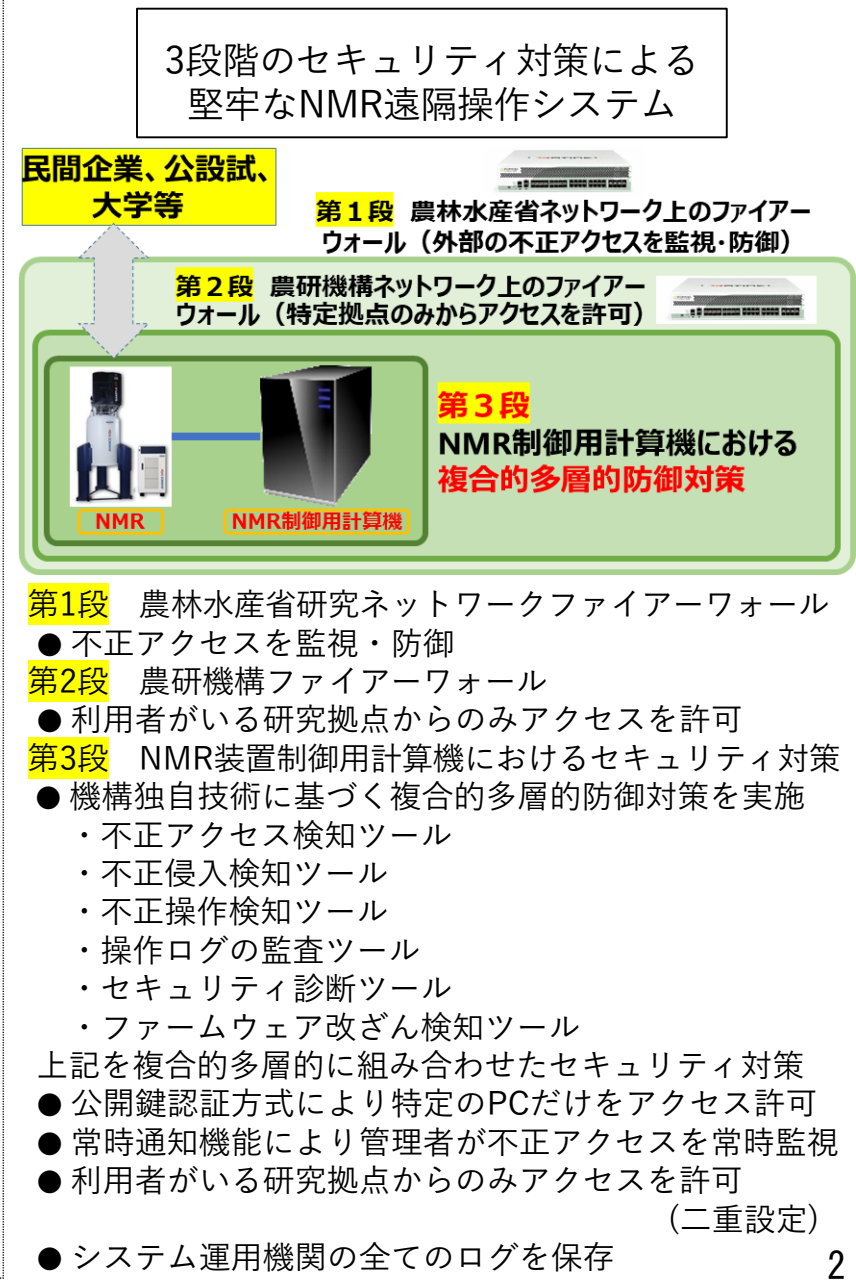 3段階のセキュリティ対策による
堅牢なNMR遠隔操作システム
民間企業、公設試、
大学等
第1段 農林水産省ネットワーク上のファイアー
ウォール（外部の不正アクセスを監視・防御）
第2段 農研機構ネットワーク上のファイアー
ウォール（特定拠点のみからアクセスを許可）
第3段
NMR制御用計算機における
複合的多層的防御対策
NMR
NMR制御用計算機
第1段　農林水産省研究ネットワークファイアーウォール
● 不正アクセスを監視・防御
第2段　農研機構ファイアーウォール
● 利用者がいる研究拠点からのみアクセスを許可
第3段　NMR装置制御用計算機におけるセキュリティ対策
● 機構独自技術に基づく複合的多層的防御対策を実施
・不正アクセス検知ツール
・不正侵入検知ツール
・不正操作検知ツール
・操作ログの監査ツール
・セキュリティ診断ツール
・ファームウェア改ざん検知ツール
上記を複合的多層的に組み合わせたセキュリティ対策
● 公開鍵認証方式により特定のPCだけをアクセス許可
● 常時通知機能により管理者が不正アクセスを常時監視
● 利用者がいる研究拠点からのみアクセスを許可
(二重設定)
● システム運用機関の全てのログを保存
2